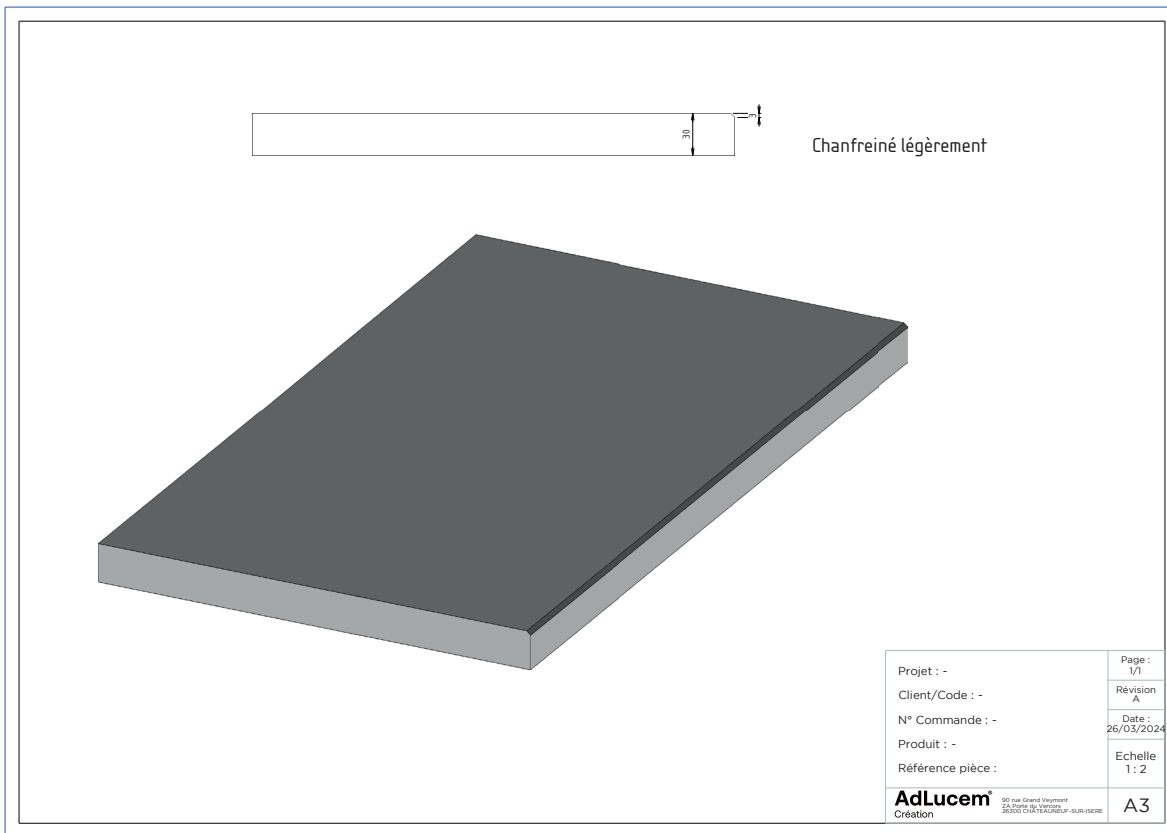 3
30
Chanfreiné légèrement
Projet : -
Client/Code : -
N° Commande : -
Produit : -
Référence pièce :
Page :
1/1
Révision
A
Date :
26/03/2024
Echelle
1 : 2
AdLucem®
Création
90 rue Grand Veymont
ZA Porte du Vercors
26300 CHÂTEAUNEUF-SUR-ISERE
A3